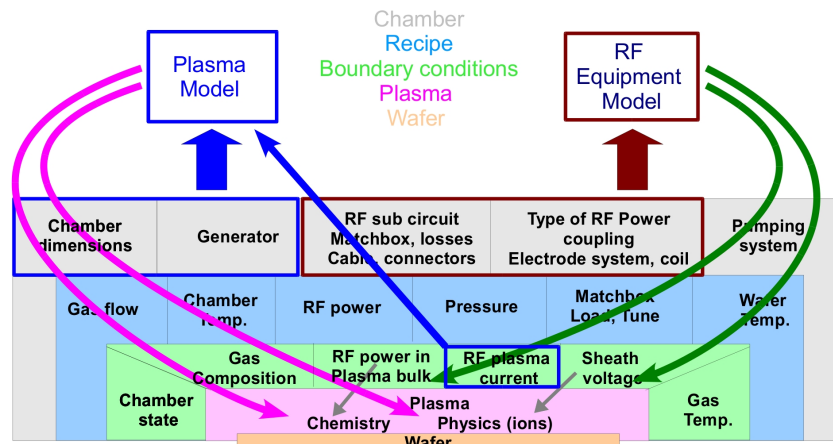 Chamber
Recipe
Boundary conditions
Plasma
Wafer
Plasma
Model
RF
Equipment
Model
Chamber
dimensions
Generator
RF sub circuit
Matchbox, losses
Cable, connectors
Type of RF Power
coupling
Electrode system, coil
Pumping
system
Gas flow
Chamber
Temp.
RF power
Pressure
Matchbox
Load, Tune
Wafer
Temp.
Gas
Composition
RF power in
Plasma bulk
RF plasma
current
Sheath
voltage
Chamber
state
Plasma
Chemistry
Physics (ions)
Gas
Temp.
Wafer